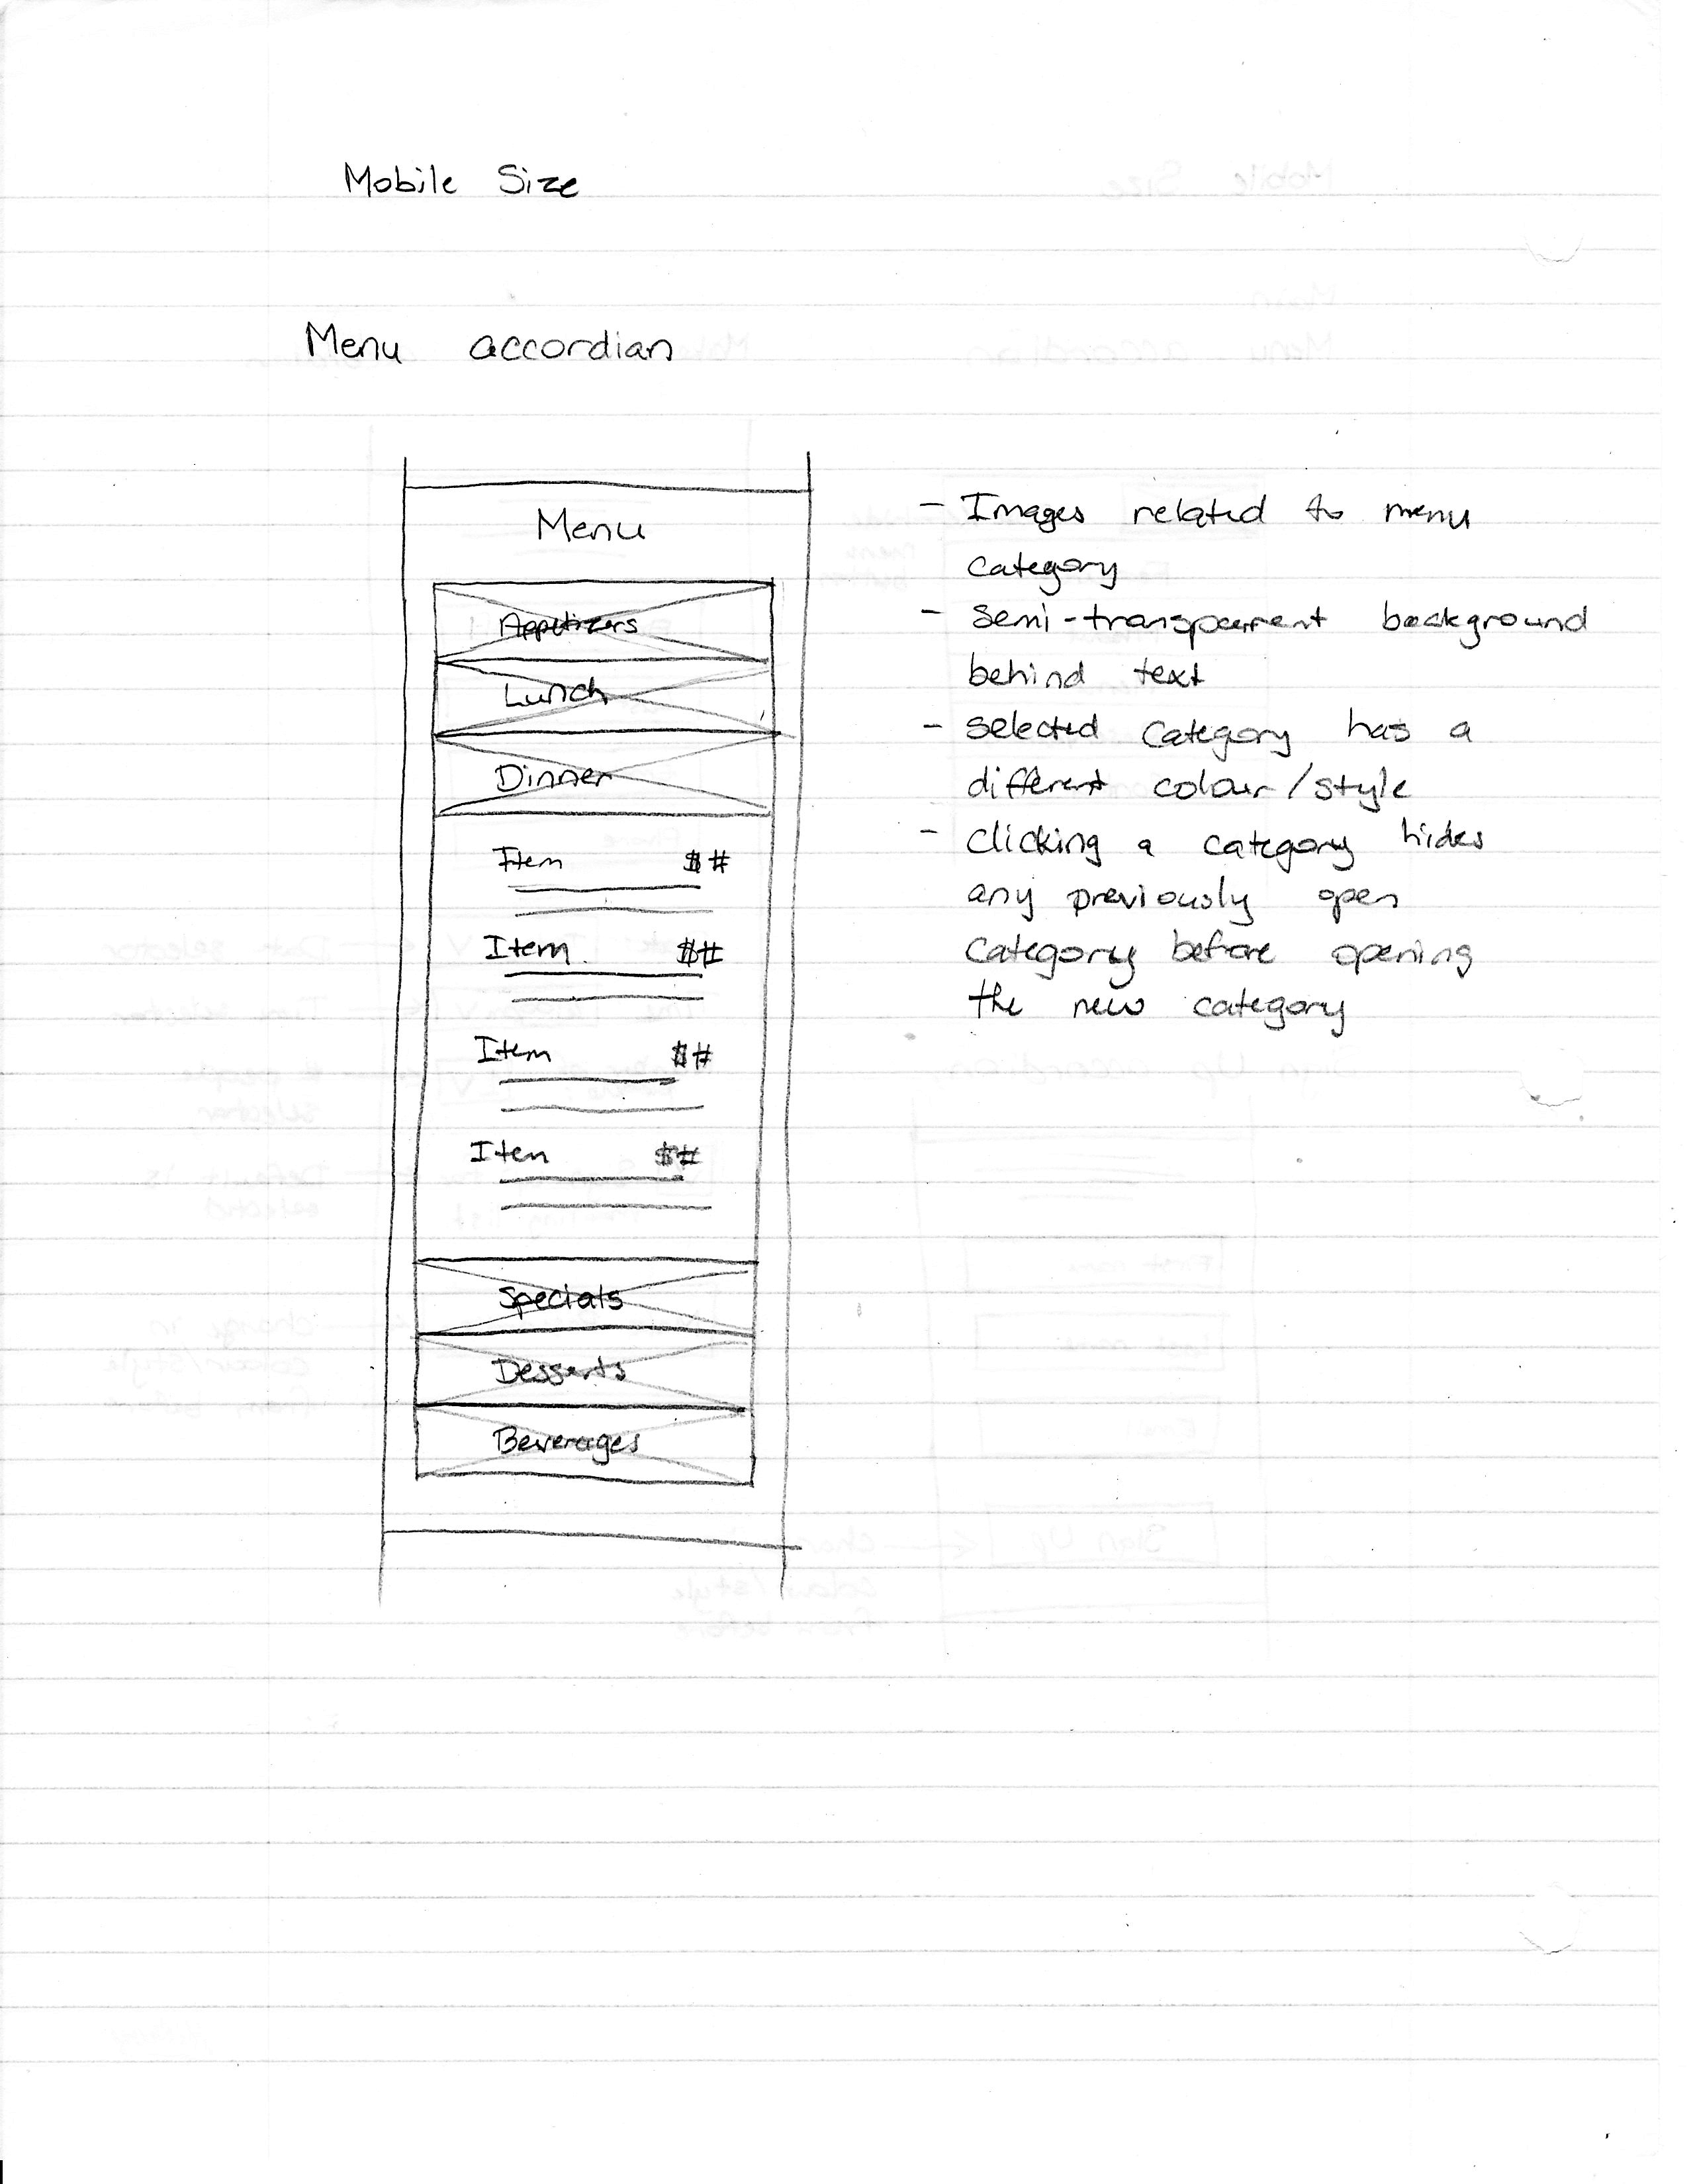 Mobile Size
Menu accordian
Menu
Appetizers
Lunch
Dinner
Item $#
Item $#
Item $#
Item $#
Specials
Desserts
Beverages
- Images related to menu
category
- Semi-transparent background
behind text
- selected category has a
different colour/style
- clicking a category hides
any previously open
category before opening
the new category